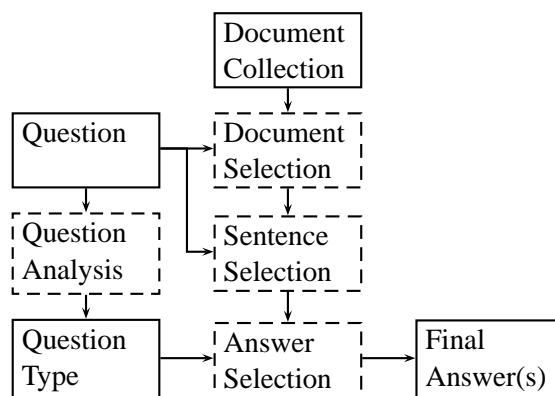 Document
Collection
Question
Document
Selection
Question
Analysis
Sentence
Selection
Question
Type
Answer
Selection
Final
Answer(s)